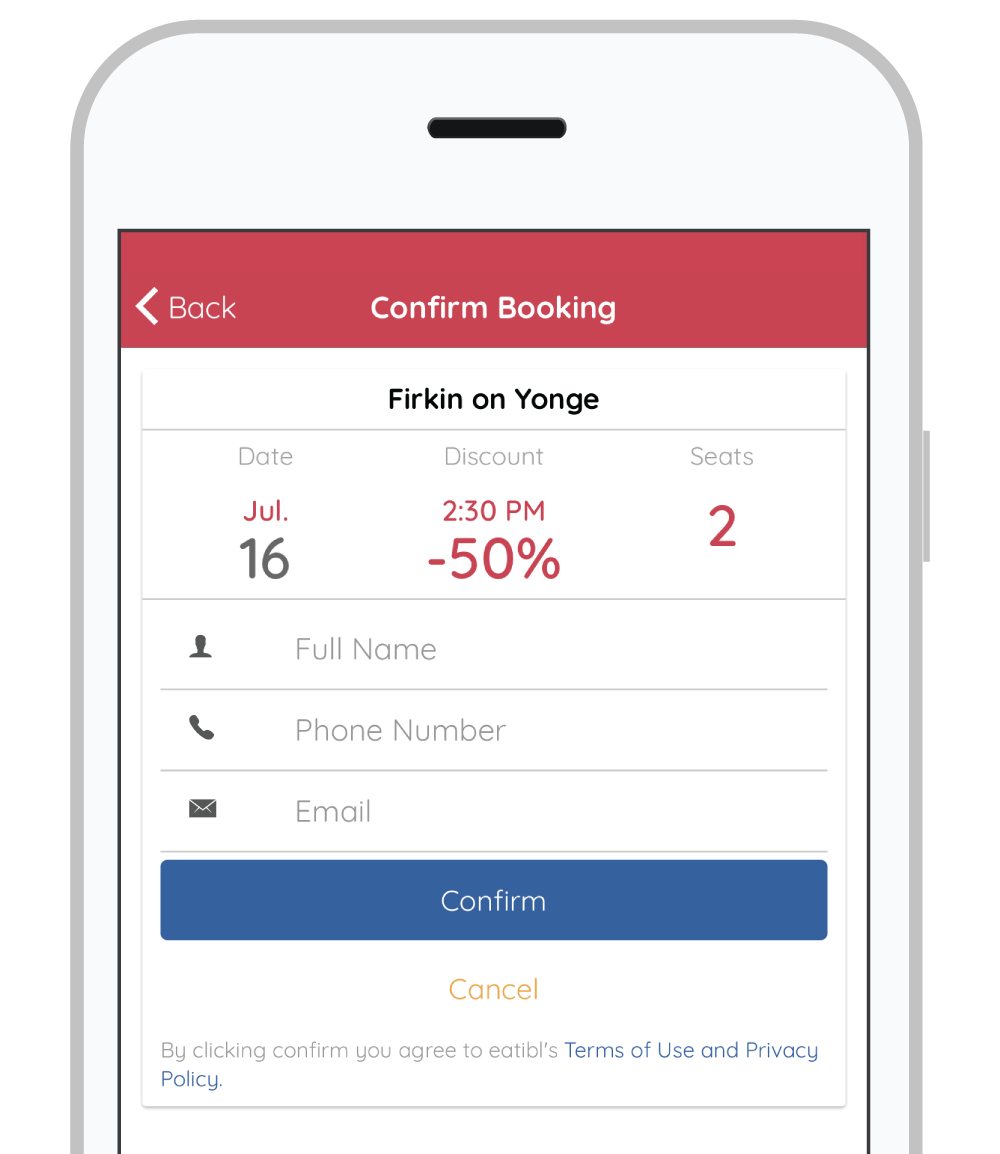 Back
Confirm Booking
Firkin on Yonge
Date Discount Seats
Jul. 2:30 PM 2
16 -50%
Full Name
Phone Number
Email
Confirm
Cancel
By clicking confirm you agree to eatibl's Terms of Use and Privacy
Policy.